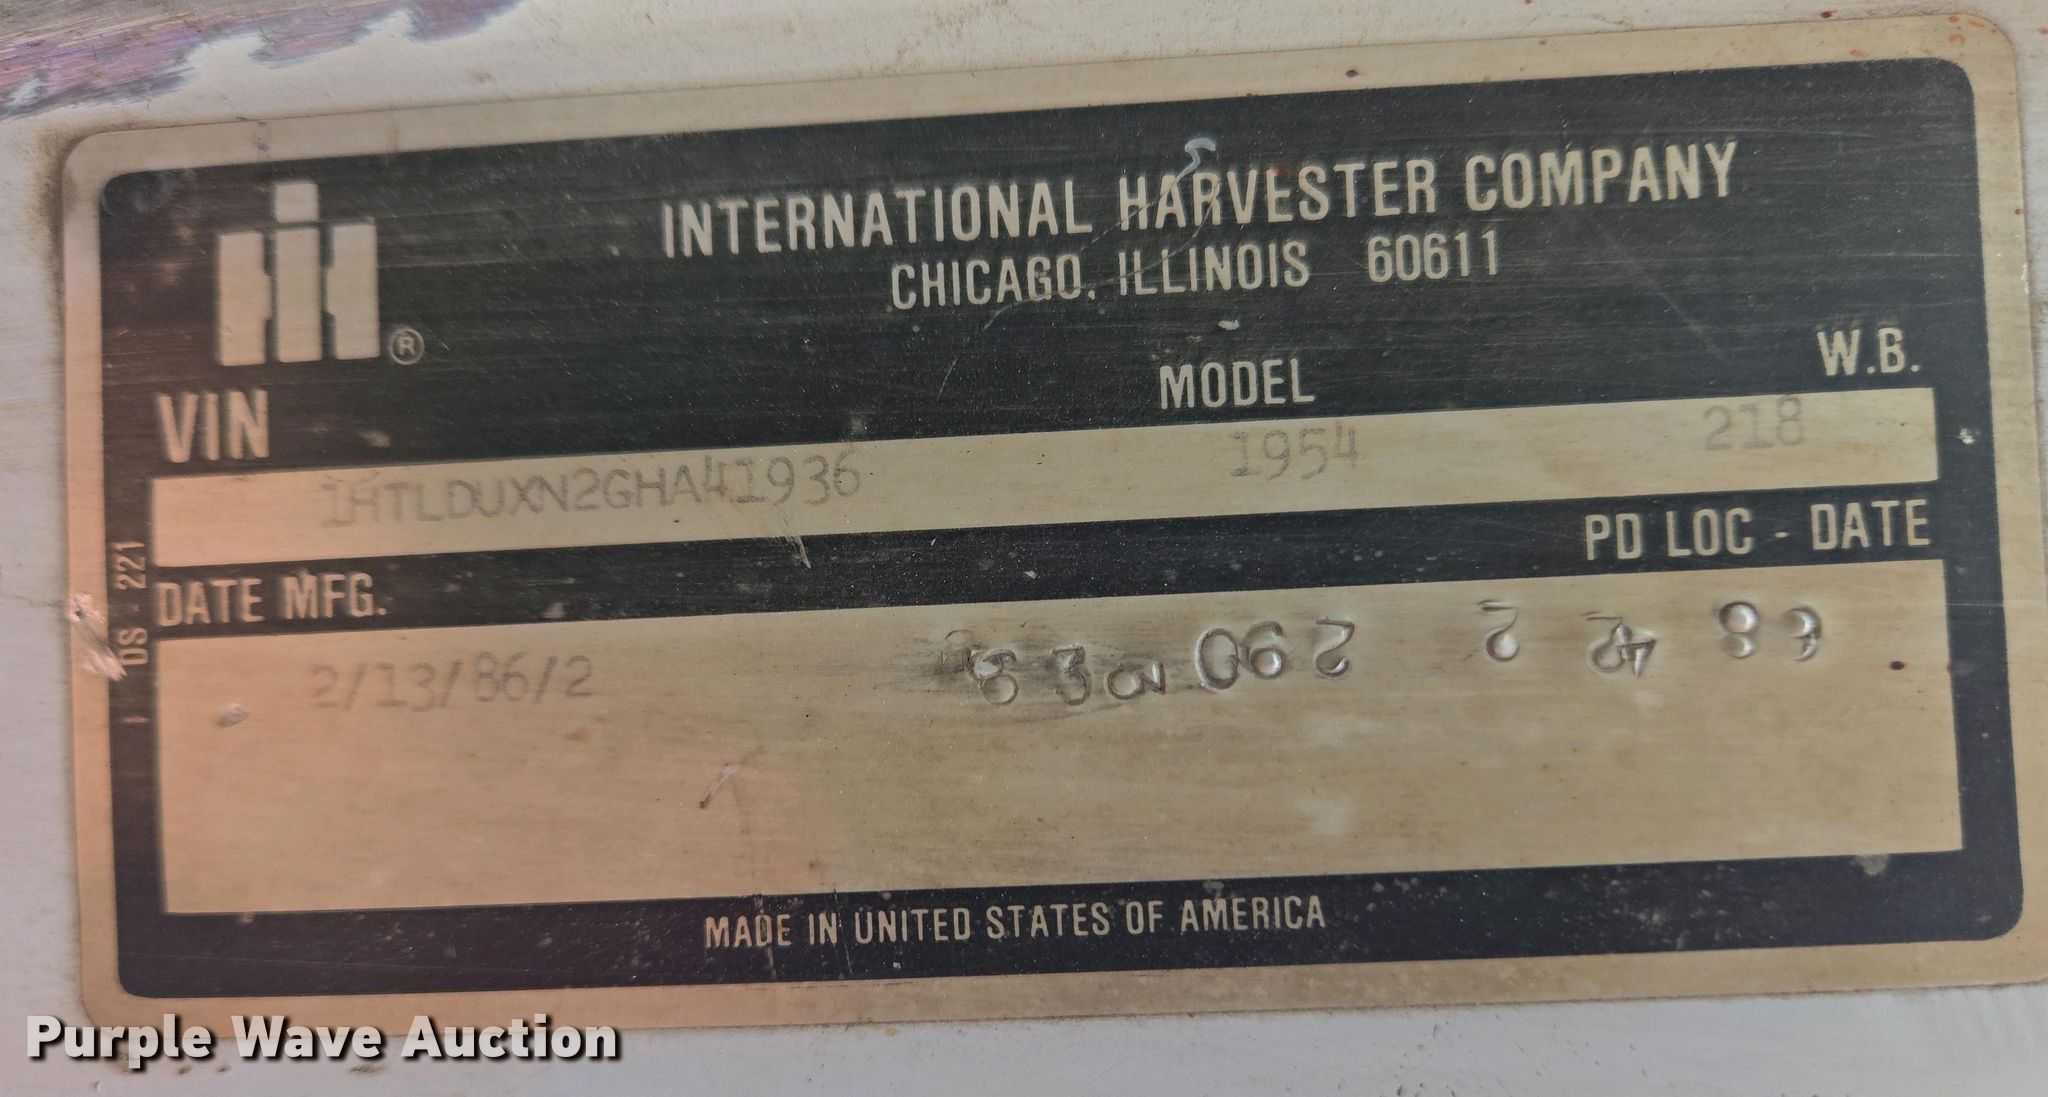 INTERNATIONAL HARVESTER COMPANY
CHICAGO, ILLINOIS 60611
®
VIN MODEL W.B.
1HTLDUXN2GHA41936 1954 218
DS - 221
DATE MFG. PD LOC - DATE
2/13/86/2
MADE IN UNITED STATES OF AMERICA
Purple Wave Auction